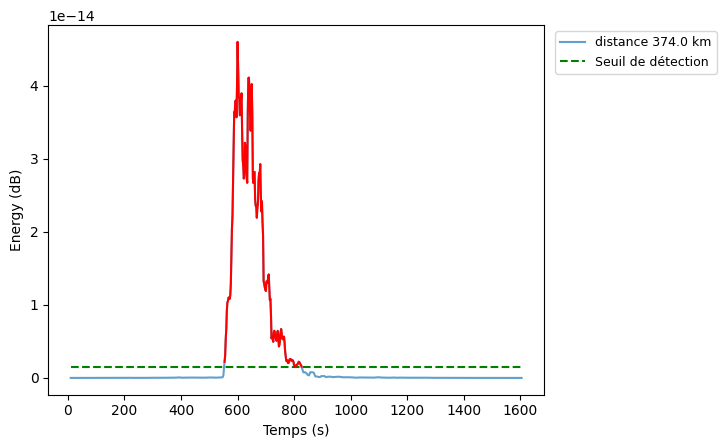 1e−14
distance 374.0 km
Seuil de détection
4
3
2
1
0
Energy (dB)
0 200 400 600 800 1000 1200 1400 1600
Temps (s)